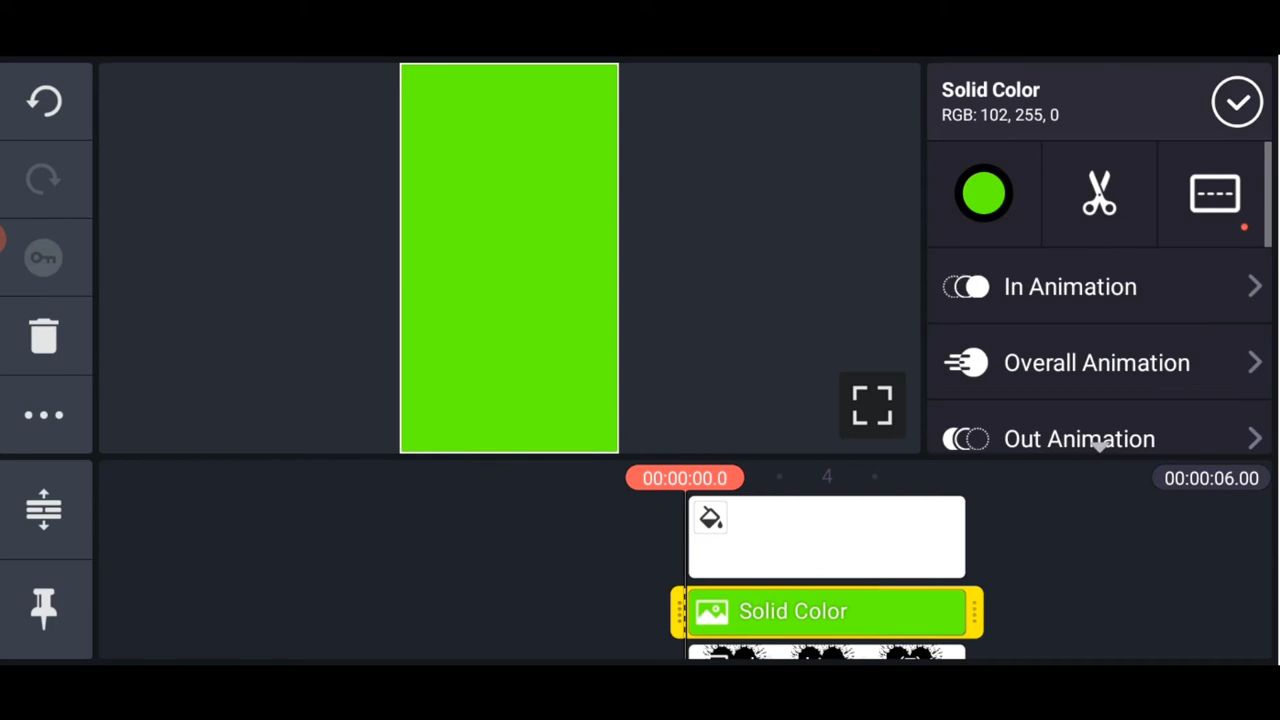 Solid Color
RGB: 102, 255, 0
In Animation
Overall Animation
Out Animation
00:00:00.0
4
00:00:06.00
Solid Color